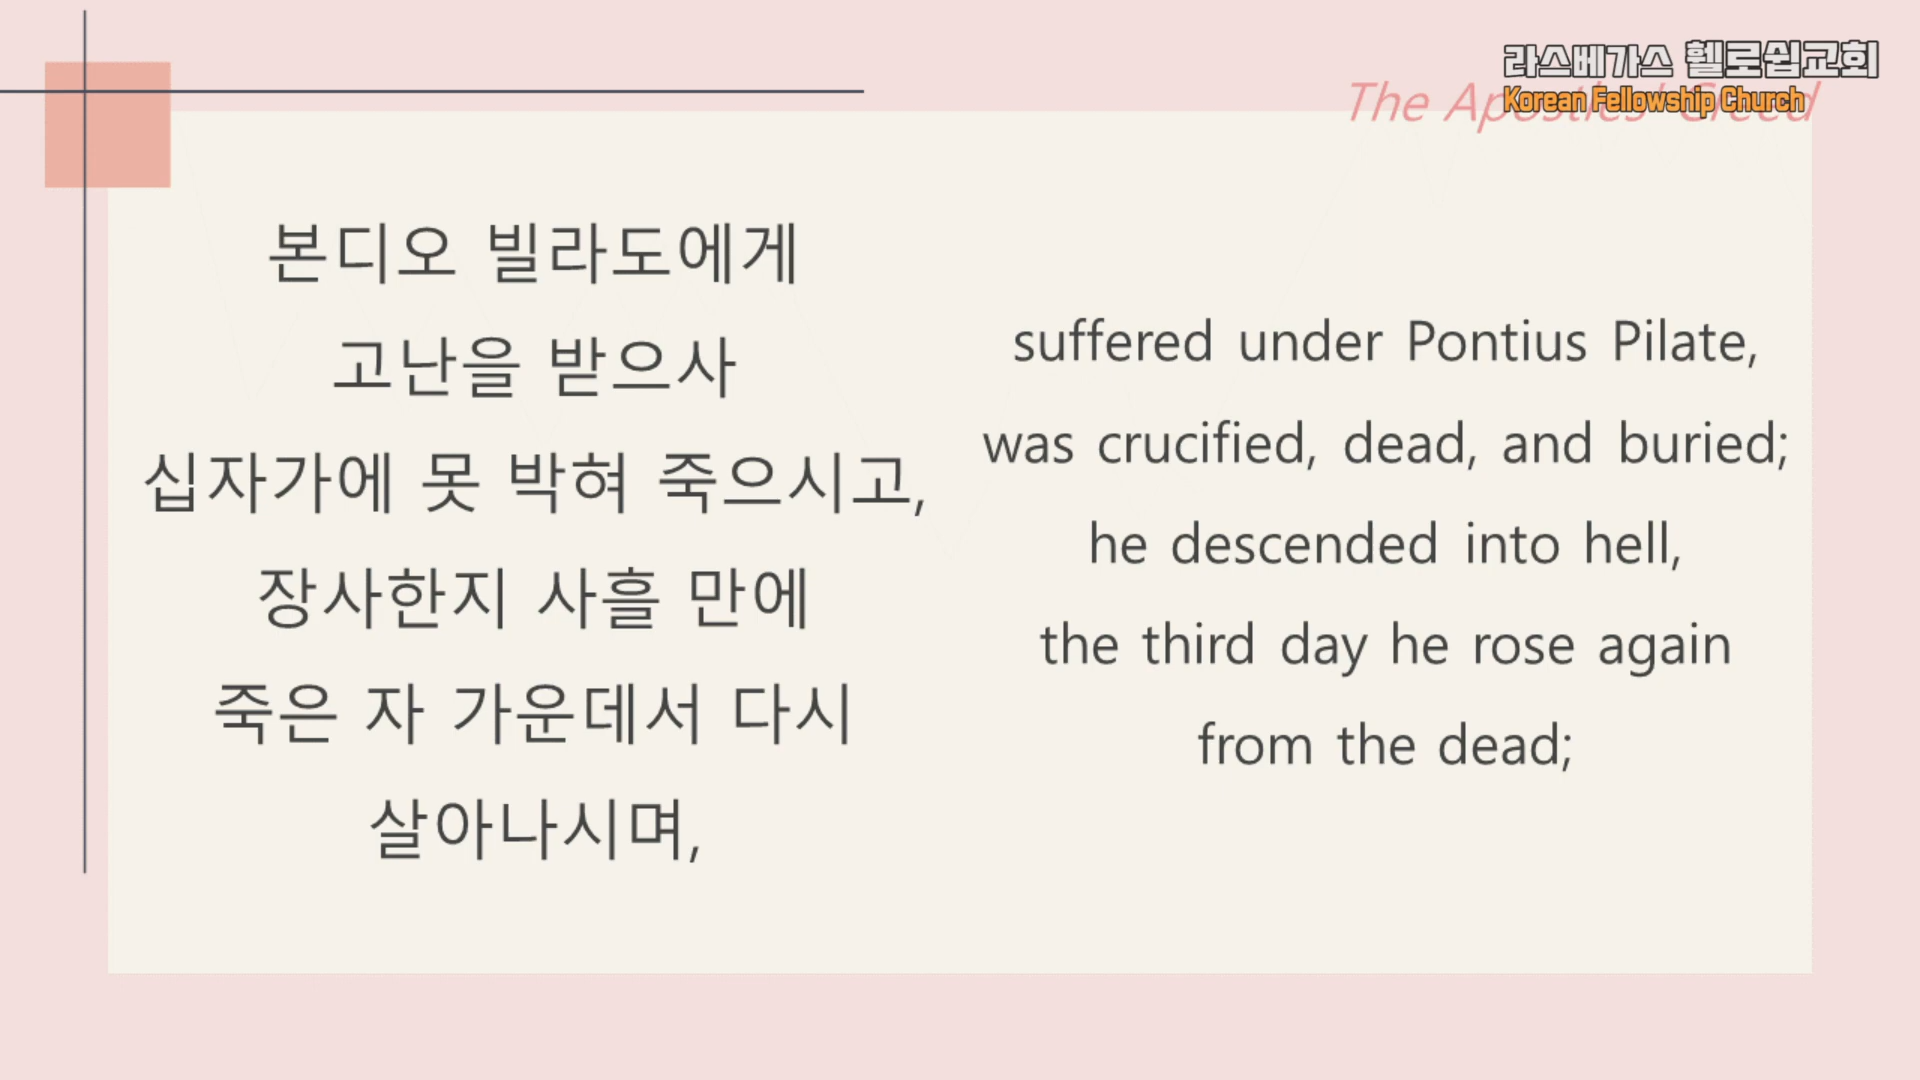 라스베가스 휄로쉽교회
Korean Fellowship Church
The Apostles' Creed
본디오 빌라도에게
고난을 받으사
십자가에 못 박혀 죽으시고,
장사한지 사흘 만에
죽은 자 가운데서 다시
살아나시며,
suffered under Pontius Pilate,
was crucified, dead, and buried;
he descended into hell,
the third day he rose again
from the dead;